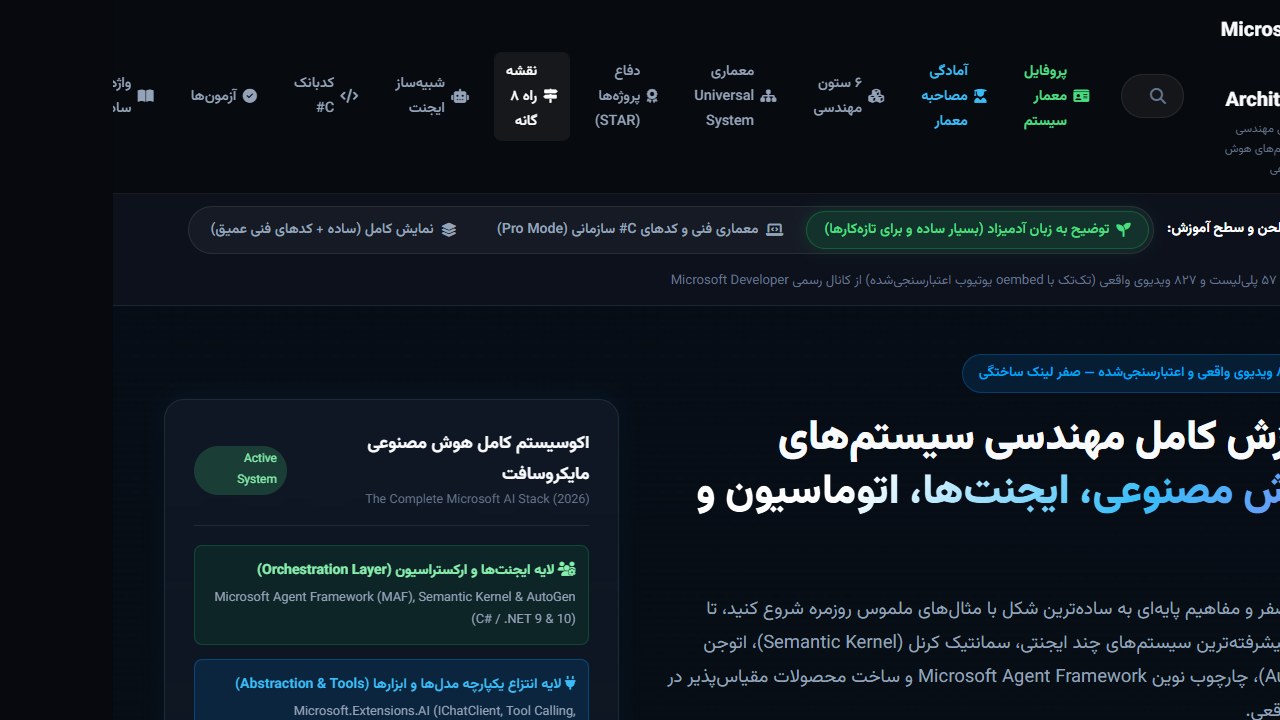 Micros
Archit
مهندسی
م‌های هوش
پروفایل
معمار
سیستم
آمادگی
مصاحبه
معمار
۶ ستون
مهندسی
معماری
Universal
System
دفاع
پروژه‌ها
(STAR)
نقشه
راه ۸
گانه
شبیه‌ساز
ایجنت
کدبانک
C#
آزمون‌ها
لحن و سطح آموزش:
توضیح به زبان آدمیزاد (بسیار ساده و برای تازه‌کارها)
معماری فنی و کدهای C# سازمانی (Pro Mode)
نمایش کامل (ساده + کدهای فنی عمیق)
۵۷ پلی‌لیست و ۸۲۷ ویدیوی واقعی (تک‌تک با oembed یوتیوب اعتبارسنجی‌شده) از کانال رسمی Microsoft Developer
ویدیوی واقعی و اعتبارسنجی‌شده — صفر لینک ساختگی
کامل مهندسی سیستم‌های
مصنوعی، ایجنت‌ها، اتوماسیون و
و مفاهیم پایه‌ای به ساده‌ترین شکل با مثال‌های ملموس روزمره شروع کنید، تا
پیشرفته‌ترین سیستم‌های چند ایجنتی، سمانتیک کرنل (Semantic Kernel)، اتوجن
(Au، چارچوب نوین Microsoft Agent Framework و ساخت محصولات مقیاس‌پذیر در
اکوسیستم کامل هوش مصنوعی
مایکروسافت
The Complete Microsoft AI Stack (2026)
Active
System
لایه ایجنت‌ها و ارکستراسیون (Orchestration Layer)
Microsoft Agent Framework (MAF), Semantic Kernel & AutoGen
(C# / .NET 9 & 10)
لایه انتزاع یکپارچه مدل‌ها و ابزارها (Abstraction & Tools)
Microsoft.Extensions.AI (IChatClient, Tool Calling,